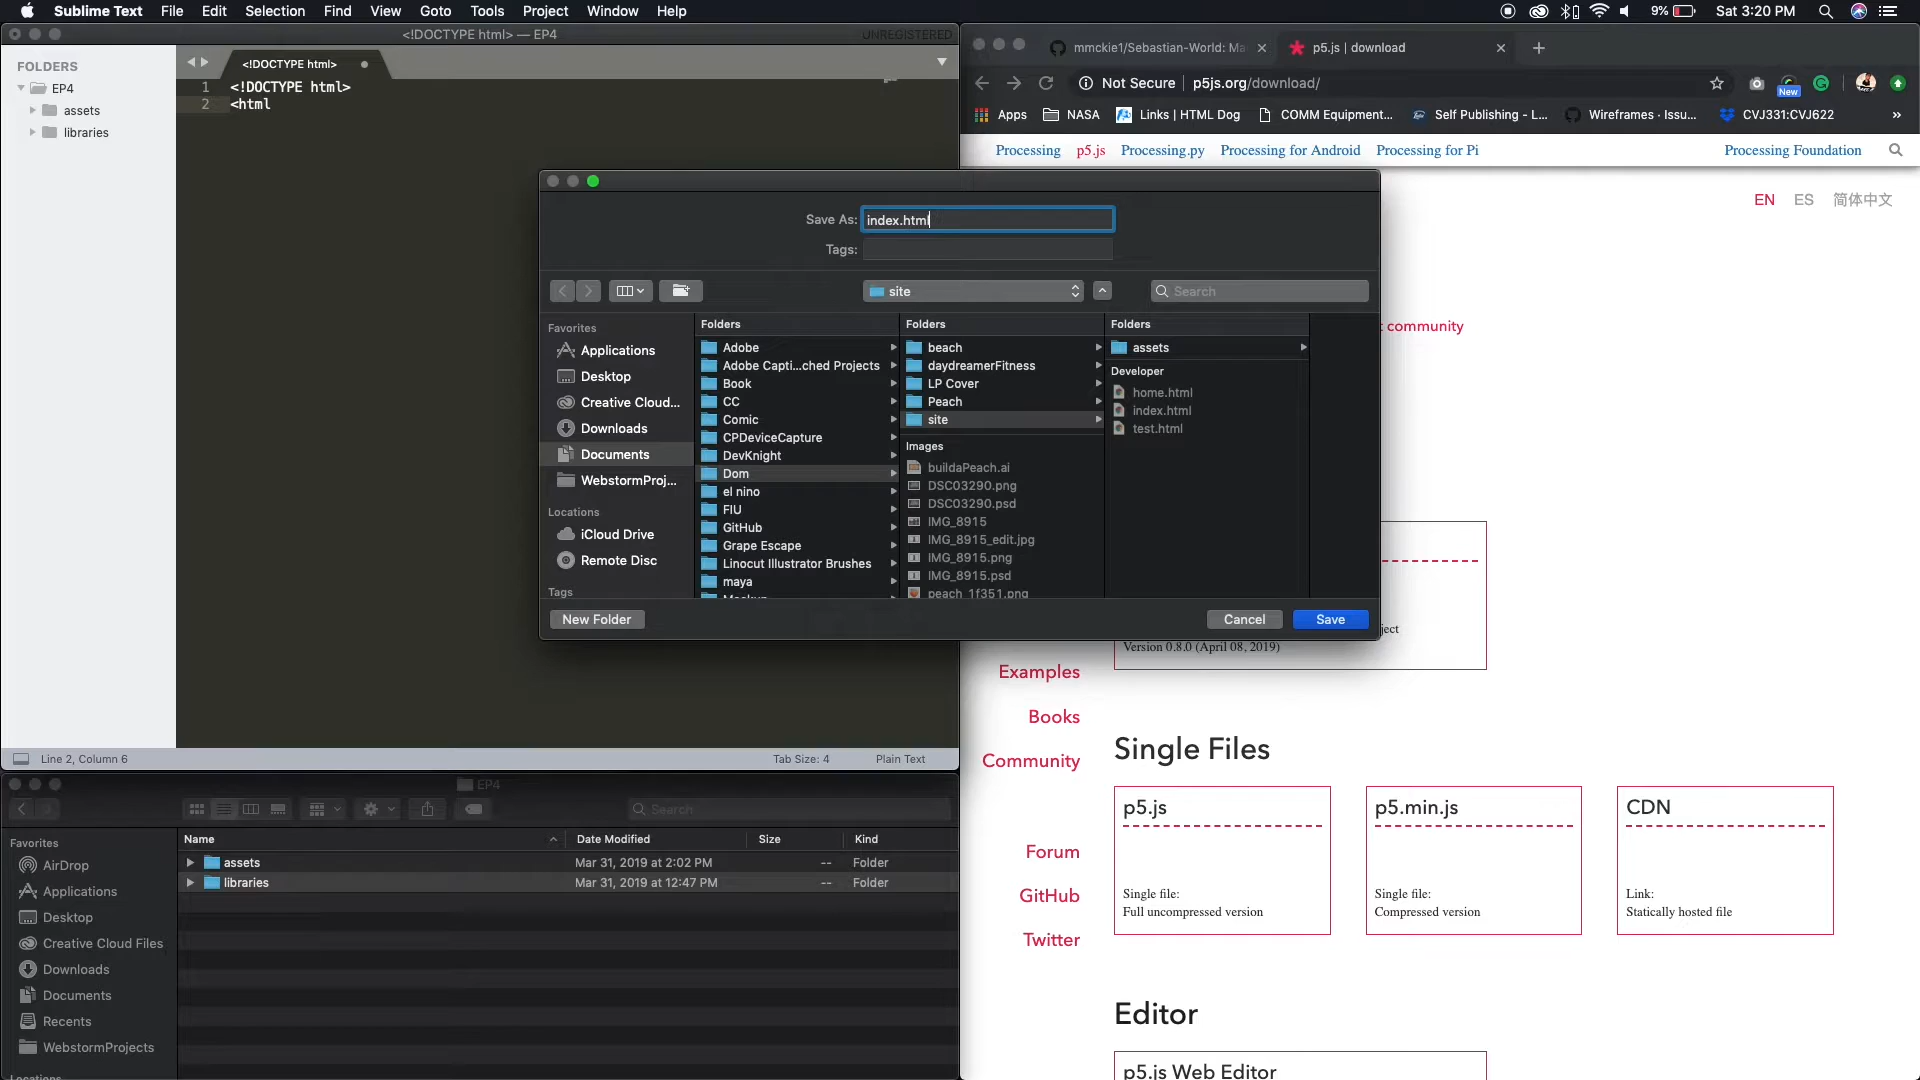 Sublime Text File Edit Selection Find View Goto Tools Project Window Help
9% Sat 3:20 PM
<!DOCTYPE html> — EP4
UNREGISTERED
FOLDERS
EP4
assets
libraries
<!DOCTYPE html>
1 <!DOCTYPE html>
2 <html
Line 2, Column 6
Tab Size: 4
Plain Text
mmckie1/Sebastian-World: Ma
p5.js | download
Not Secure
p5js.org/download/
New
Apps
NASA
Links | HTML Dog
COMM Equipment...
Self Publishing - L...
Wireframes · Issu...
CVJ331:CVJ622
»
Processing p5.js Processing.py Processing for Android Processing for Pi
Processing Foundation
EN ES 简体中文
community
Save As: index.html
Tags:
site
Search
Favorites
Applications
Desktop
Creative Cloud...
Downloads
Documents
WebstormProj...
Locations
iCloud Drive
Remote Disc
Tags
Folders
Adobe
Adobe Capti...ched Projects
Book
CC
Comic
CPDeviceCapture
DevKnight
Dom
el nino
FIU
GitHub
Grape Escape
Linocut Illustrator Brushes
maya
Folders
beach
daydreamerFitness
LP Cover
Peach
site
Images
buildaPeach.ai
DSC03290.png
DSC03290.psd
IMG_8915
IMG_8915_edit.jpg
IMG_8915.png
IMG_8915.psd
peach_1f351.png
Folders
assets
Developer
home.html
index.html
test.html
New Folder
Cancel
Save
ject
Version 0.8.0 (April 08, 2019)
Examples
Books
Community
Forum
GitHub
Twitter
Single Files
p5.js
Single file:
Full uncompressed version
p5.min.js
Single file:
Compressed version
CDN
Link:
Statically hosted file
Editor
p5.js Web Editor
EP4
Search
Favorites
AirDrop
Applications
Desktop
Creative Cloud Files
Downloads
Documents
Recents
WebstormProjects
Locations
Name Date Modified Size Kind
assets Mar 31, 2019 at 2:02 PM -- Folder
libraries Mar 31, 2019 at 12:47 PM -- Folder